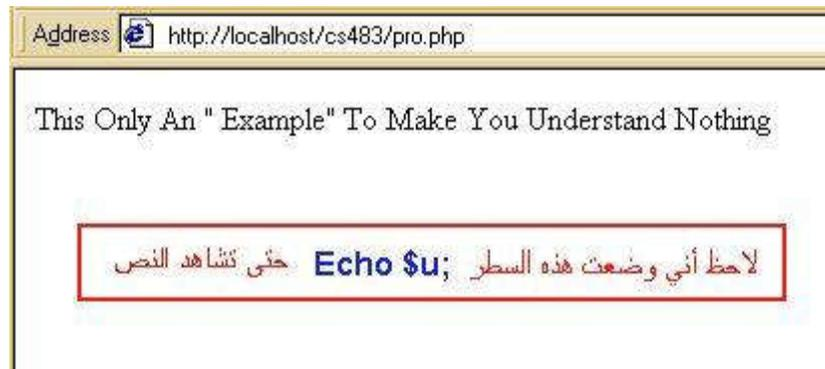 Address http://localhost/cs483/pro.php
This Only An " Example" To Make You Understand Nothing
لاحظ أني وضعت هذه السطر Echo $u; حتى تشاهد النص